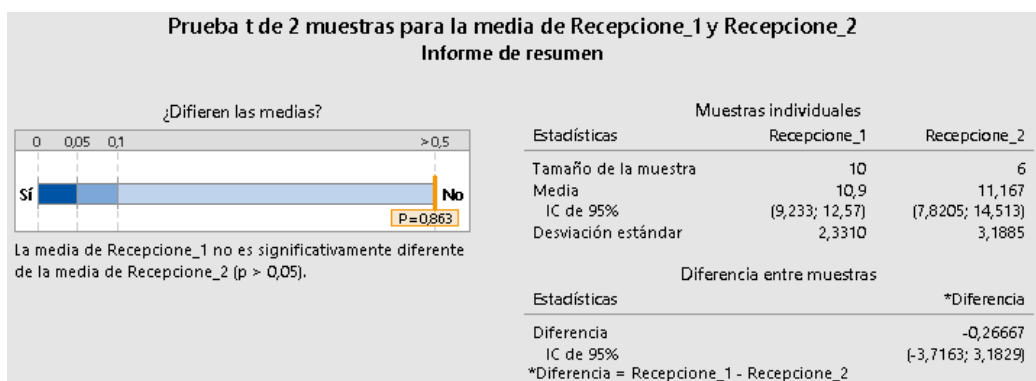 Prueba t de 2 muestras para la media de Recepcione_1 y Recepcione_2
Informe de resumen
¿Difieren las medias?
0 0,05 0,1 >0,5
Sí No
P=0,863
La media de Recepcione_1 no es significativamente diferente
de la media de Recepcione_2 (p > 0,05).
Muestras individuales
Estadísticas Recepcione_1 Recepcione_2
Tamaño de la muestra 10 6
Media 10,9 11,167
IC de 95% (9,233; 12,57) (7,8205; 14,513)
Desviación estándar 2,3310 3,1885
Diferencia entre muestras
Estadísticas *Diferencia
Diferencia -0,26667
IC de 95% (-3,7163; 3,1829)
*Diferencia = Recepcione_1 - Recepcione_2